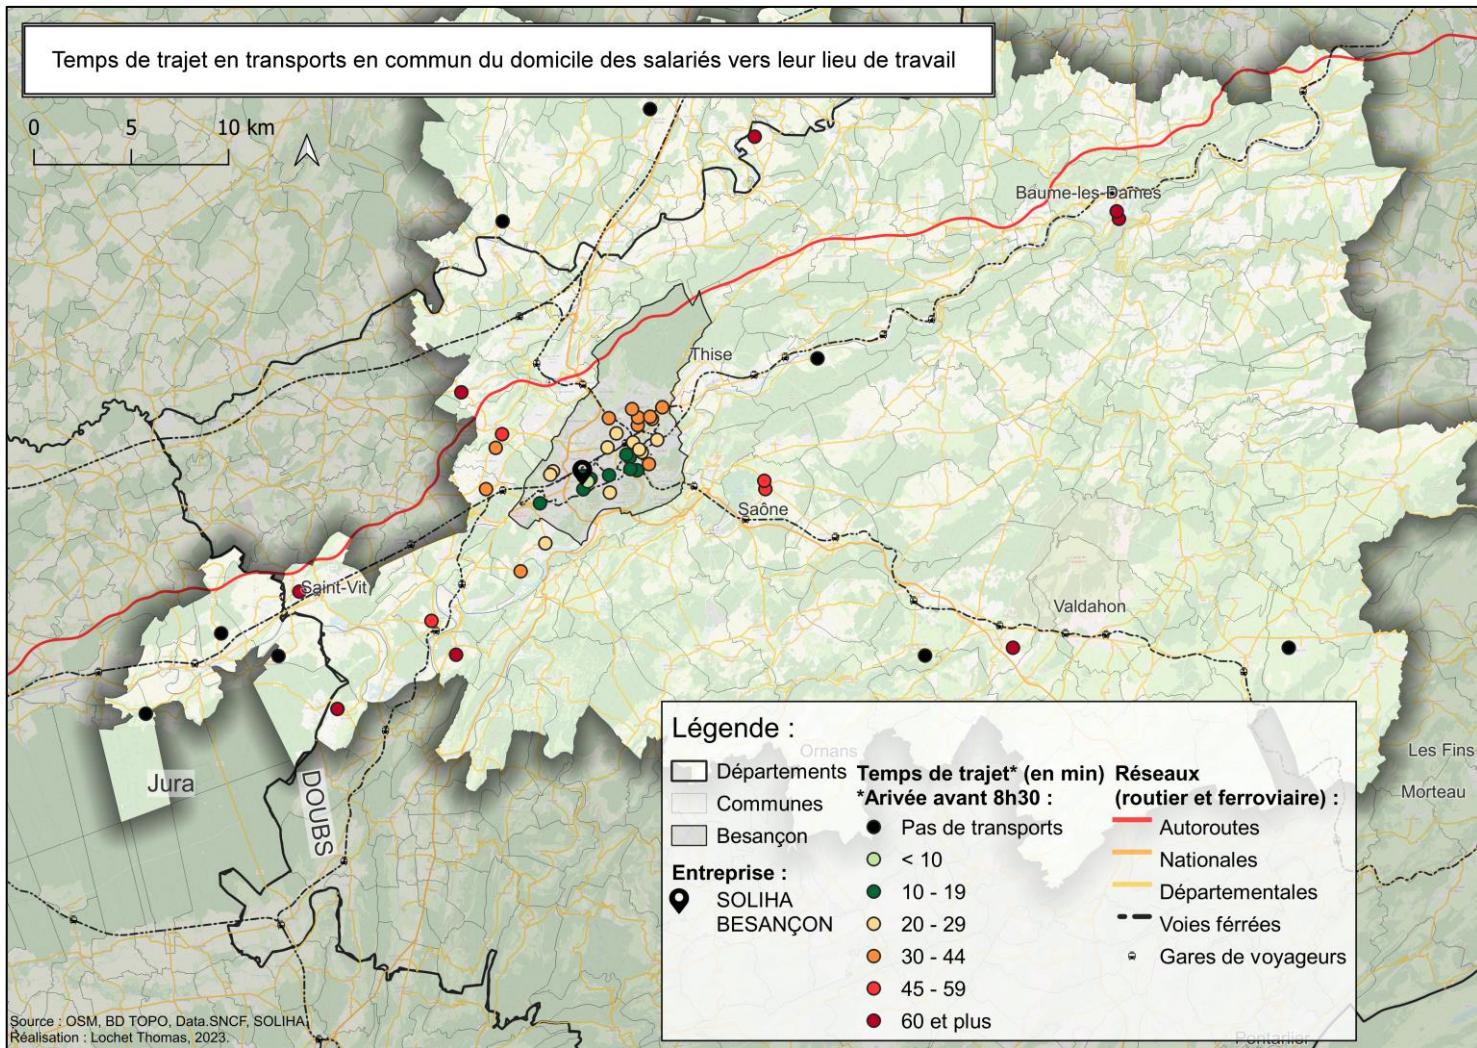 Temps de trajet en transports en commun du domicile des salariés vers leur lieu de travail
0 5 10 km
Baume-les-Dames
Thise
Saône
Saint-Vit
Valdahon
Jura
DOUBS
Ornans
Les Fins
Morteau
Pontarlier
Légende :
Départements
Communes
Besançon
Entreprise :
SOLIHA
BESANÇON
Temps de trajet* (en min)
*Arivée avant 8h30 :
Pas de transports
< 10
10 - 19
20 - 29
30 - 44
45 - 59
60 et plus
Réseaux
(routier et ferroviaire) :
Autoroutes
Nationales
Départementales
Voies férrées
Gares de voyageurs
Source : OSM, BD TOPO, Data.SNCF, SOLIHA.
Réalisation : Lochet Thomas, 2023.